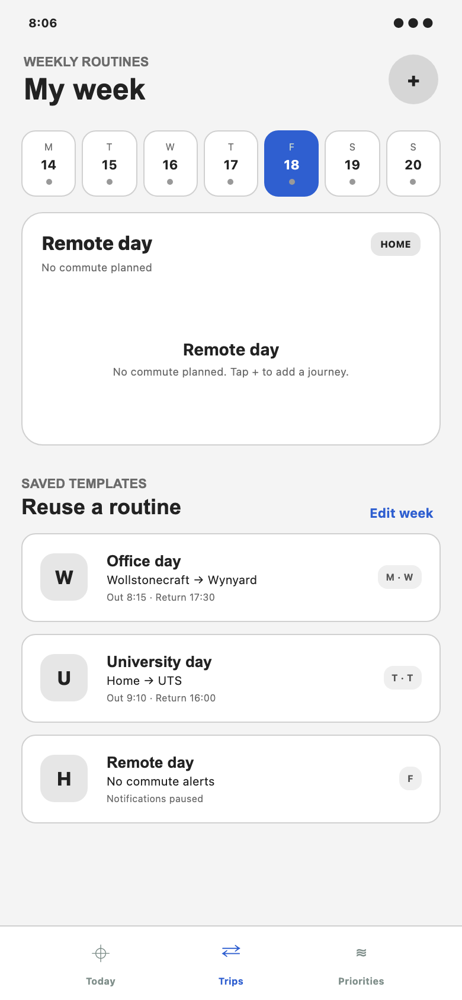 8:06
WEEKLY ROUTINES
My week
+
M T W T F S S
14 15 16 17 18 19 20
Remote day
HOME
No commute planned
Remote day
No commute planned. Tap + to add a journey.
SAVED TEMPLATES
Reuse a routine
Edit week
W
Office day
Wollstonecraft → Wynyard
Out 8:15 · Return 17:30
M · W
U
University day
Home → UTS
Out 9:10 · Return 16:00
T · T
H
Remote day
No commute alerts
Notifications paused
F
Today
Trips
Priorities